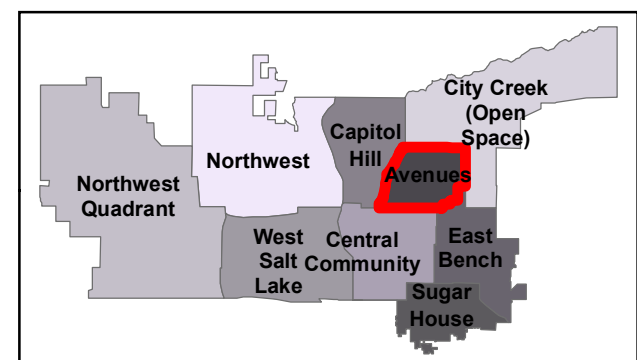 City Creek
(Open
Space)
Capitol
Hill
Northwest
Avenues
Northwest
Quadrant
West
Salt
Lake
Central
Community
East
Bench
Sugar
House